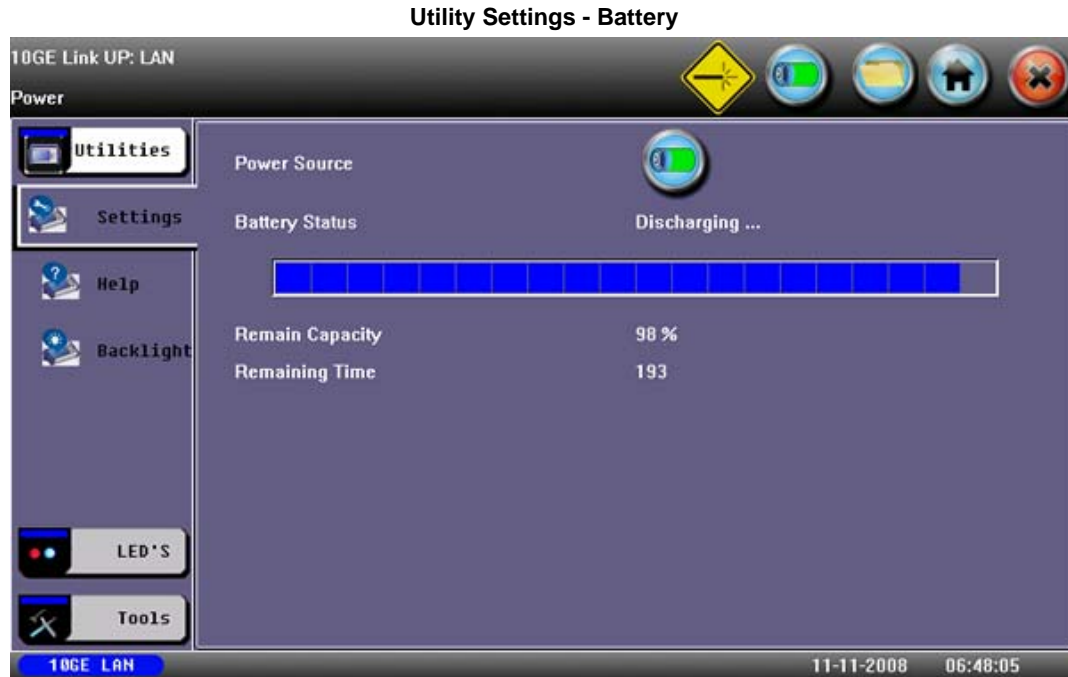 Utility Settings - Battery
10GE Link UP: LAN
Power
Utilities
Settings
Help
Backlight
LED'S
Tools
Power Source
Battery Status Discharging ...
Remain Capacity 98 %
Remaining Time 193
10GE LAN 11-11-2008 06:48:05